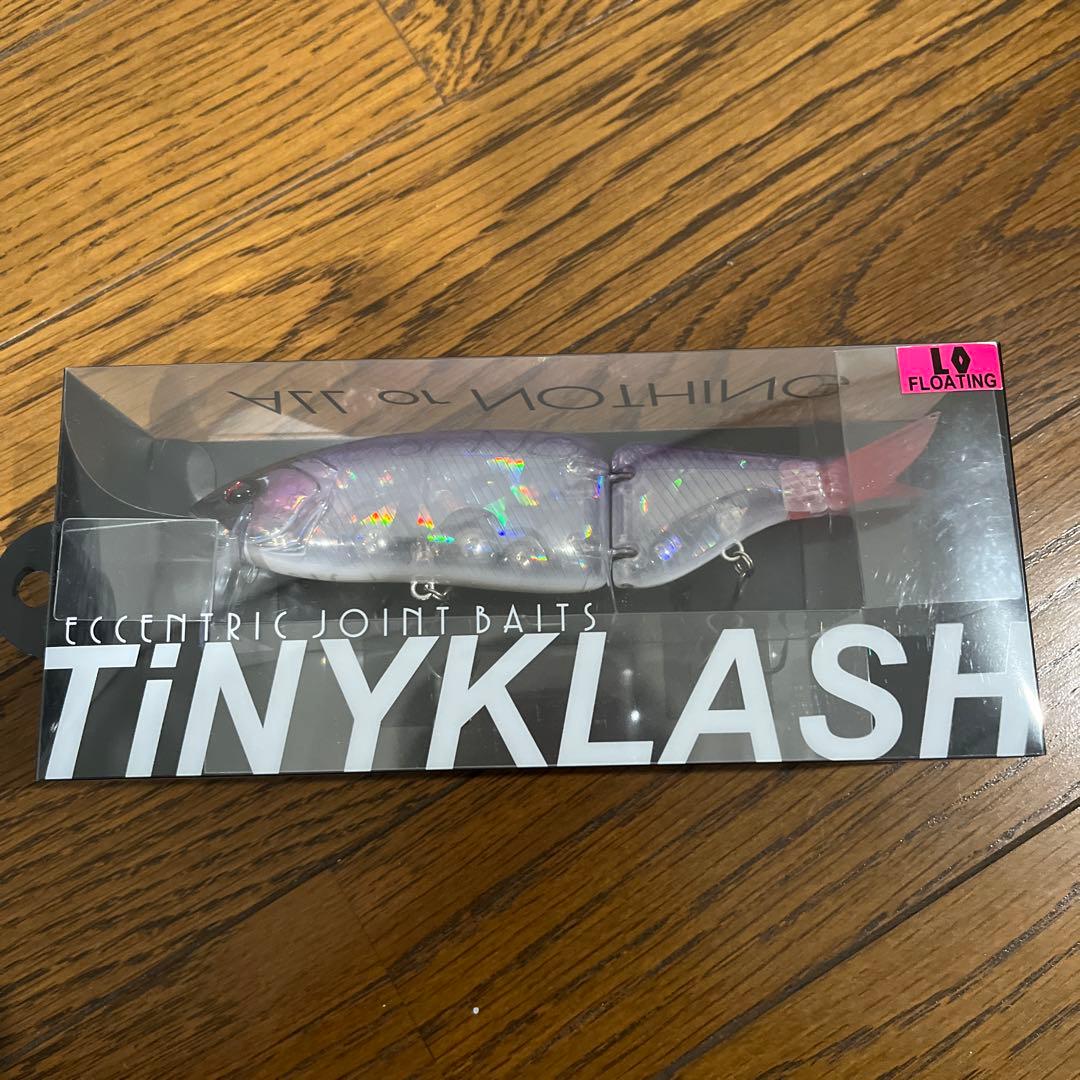 LO
FLOATING
ALL or NOTHING
ECCENTRIC JOINT BAITS
TiNYKLASH